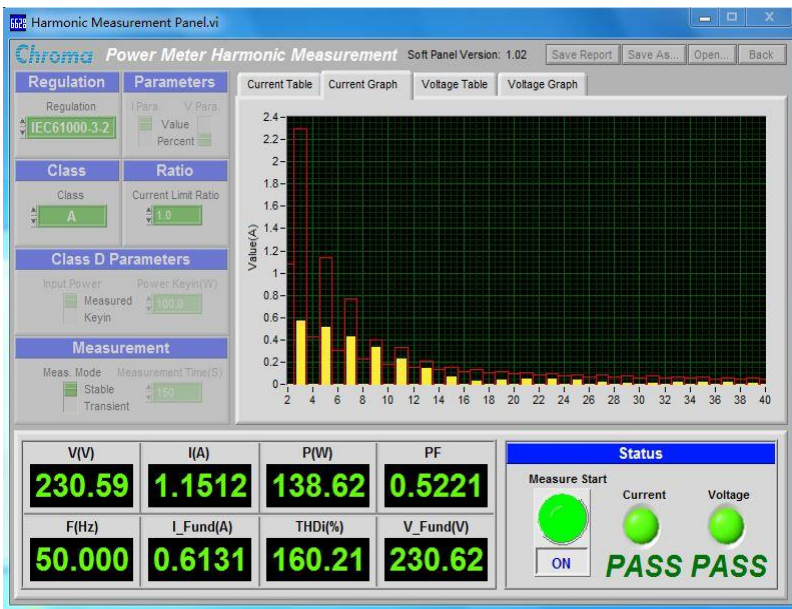 6628 Harmonic Measurement Panel.vi
Chroma Power Meter Harmonic Measurement Soft Panel Version: 1.02 Save Report Save As... Open... Back
Regulation Parameters
Regulation
IEC61000-3-2
I Para. V Para.
Value
Percent
Class Ratio
Class
A
Current Limit Ratio
1.0
Class D Parameters
Input Power Power Keyin(W)
Measured 100.0
Keyin
Measurement
Meas. Mode Measurement Time(S)
Stable 150
Transient
Current Table Current Graph Voltage Table Voltage Graph
Value(A)
2.4
2.2
2
1.8
1.6
1.4
1.2
1
0.8
0.6
0.4
0.2
0
2 4 6 8 10 12 14 16 18 20 22 24 26 28 30 32 34 36 38 40
V(V) I(A) P(W) PF
230.59 1.1512 138.62 0.5221
F(Hz) I_Fund(A) THDi(%) V_Fund(V)
50.000 0.6131 160.21 230.62
Status
Measure Start
ON
Current Voltage
PASS PASS